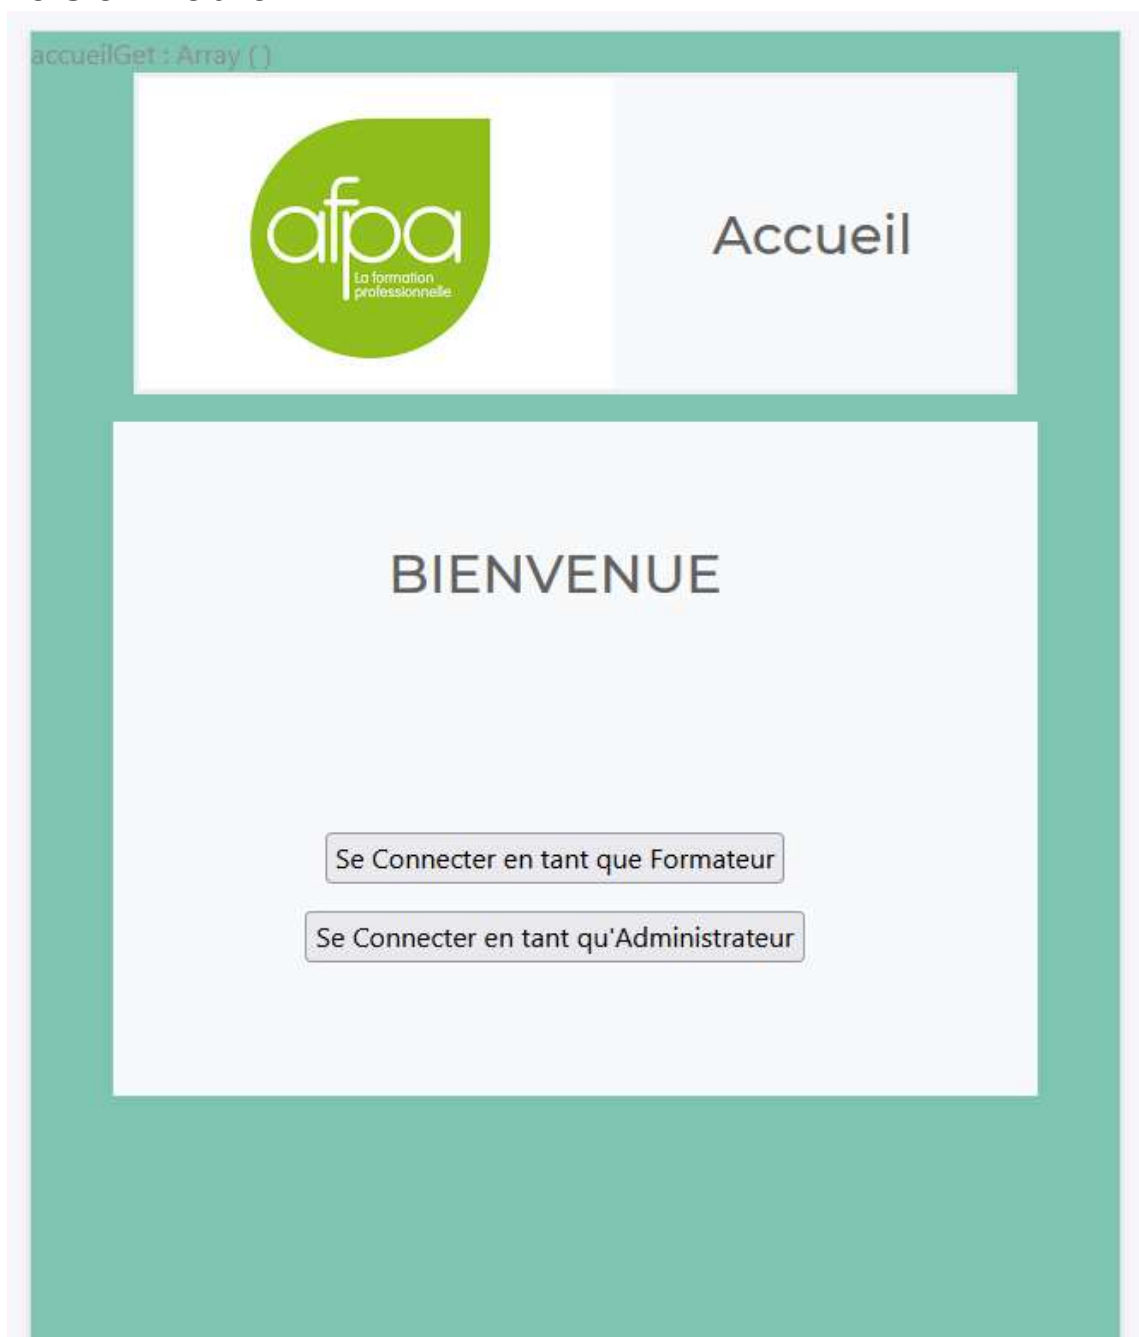 accueilGet : Array ( )
afpa
La formation
professionnelle
Accueil
BIENVENUE
Se Connecter en tant que Formateur
Se Connecter en tant qu'Administrateur